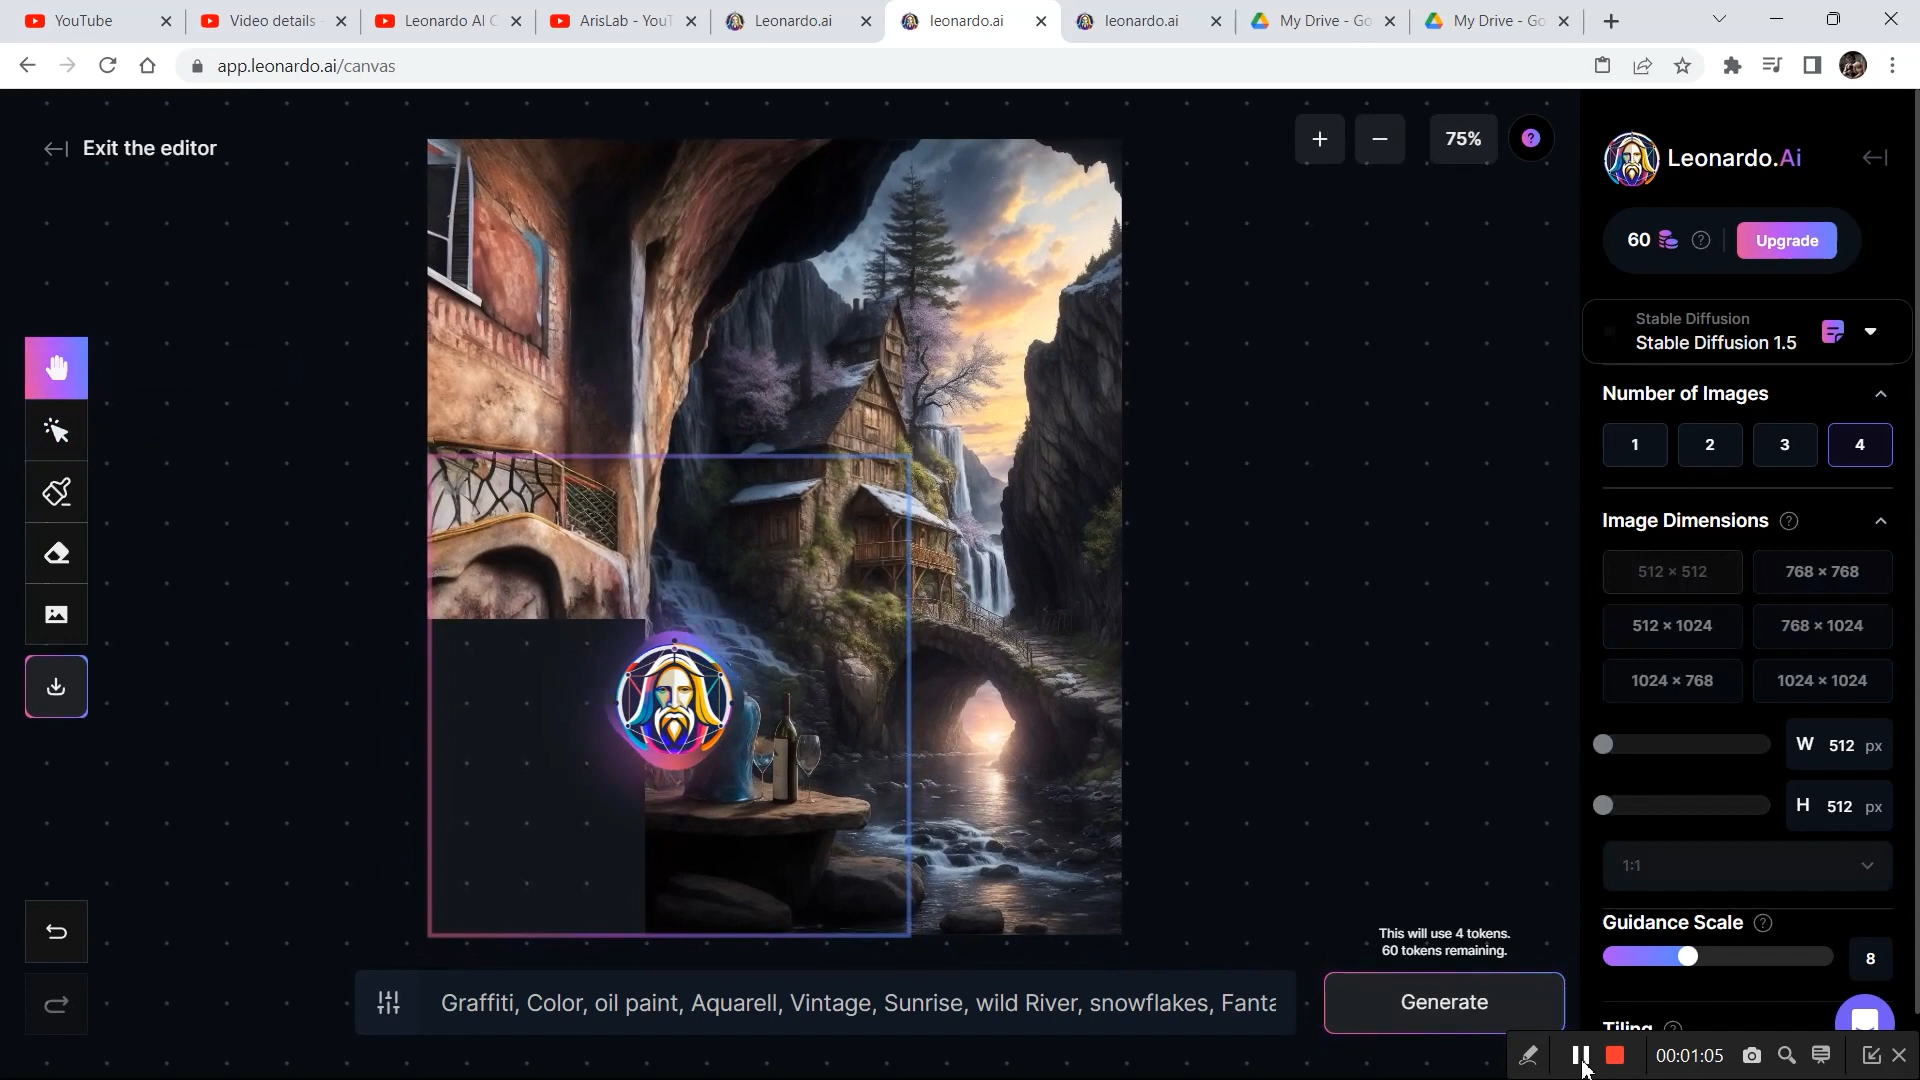 YouTube
Video details -
Leonardo AI C
ArisLab - YouT
Leonardo.ai
leonardo.ai
leonardo.ai
My Drive - Go
My Drive - Go
app.leonardo.ai/canvas
Exit the editor
75%
Leonardo.Ai
60
Upgrade
Stable Diffusion
Stable Diffusion 1.5
Number of Images
1
2
3
4
Image Dimensions
512 × 512
768 × 768
512 × 1024
768 × 1024
1024 × 768
1024 × 1024
W 512 px
H 512 px
1:1
Guidance Scale
8
Tiling
This will use 4 tokens.
60 tokens remaining.
Graffiti, Color, oil paint, Aquarell, Vintage, Sunrise, wild River, snowflakes, Fanta
Generate
00:01:05